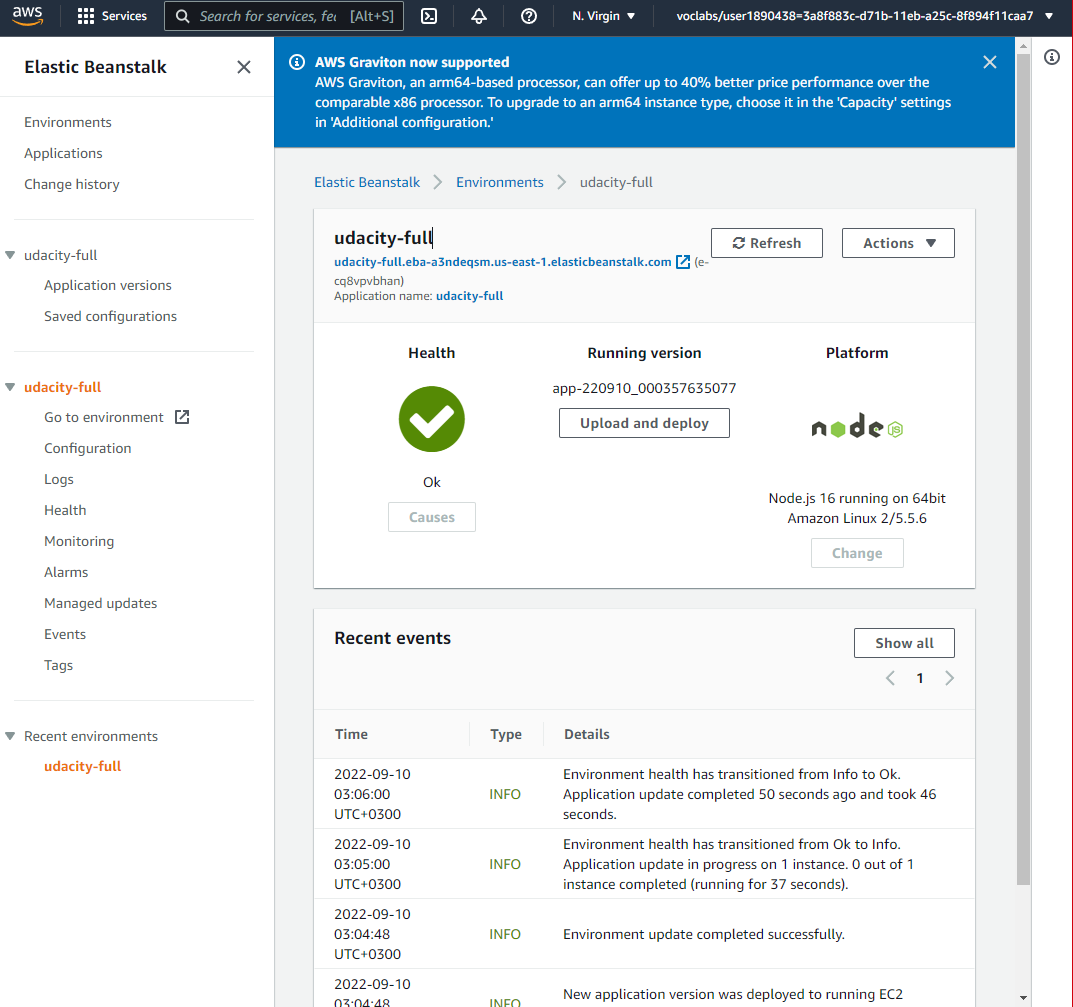 aws
Services
Search for services, fe
[Alt+S]
N. Virgin
voclabs/user1890438=3a8f883c-d71b-11eb-a25c-8f894f11caa7
Elastic Beanstalk
Environments
Applications
Change history
udacity-full
Application versions
Saved configurations
udacity-full
Go to environment
Configuration
Logs
Health
Monitoring
Alarms
Managed updates
Events
Tags
Recent environments
udacity-full
AWS Graviton now supported
AWS Graviton, an arm64-based processor, can offer up to 40% better price performance over the
comparable x86 processor. To upgrade to an arm64 instance type, choose it in the 'Capacity' settings
in 'Additional configuration.'
Elastic Beanstalk
Environments
udacity-full
udacity-full
udacity-full.eba-a3ndeqsm.us-east-1.elasticbeanstalk.com (e-
cq8vpvbhan)
Application name: udacity-full
Refresh
Actions
Health
Ok
Causes
Running version
app-220910_000357635077
Upload and deploy
Platform
node JS
Node.js 16 running on 64bit
Amazon Linux 2/5.5.6
Change
Recent events
Show all
1
Time Type Details
2022-09-10
03:06:00
UTC+0300
INFO
Environment health has transitioned from Info to Ok.
Application update completed 50 seconds ago and took 46
seconds.
2022-09-10
03:05:00
UTC+0300
INFO
Environment health has transitioned from Ok to Info.
Application update in progress on 1 instance. 0 out of 1
instance completed (running for 37 seconds).
2022-09-10
03:04:48
UTC+0300
INFO
Environment update completed successfully.
2022-09-10
03:04:48
INFO
New application version was deployed to running EC2